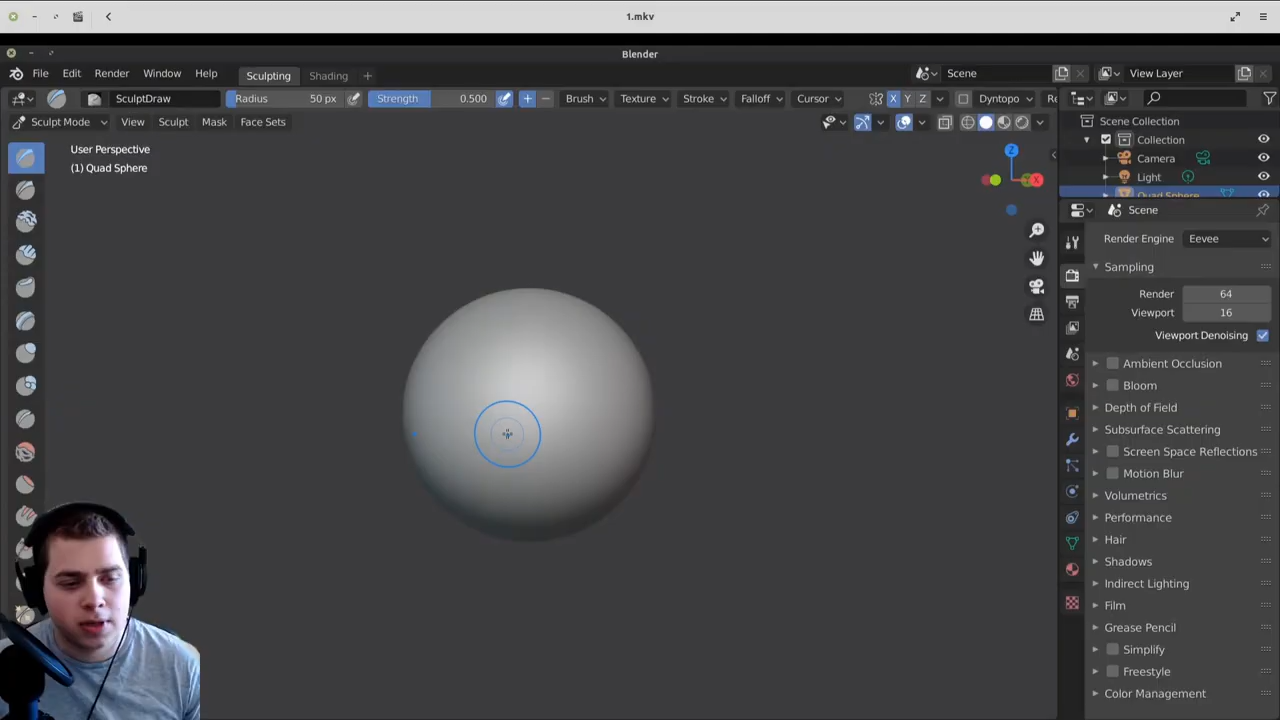 1.mkv
Blender
File Edit Render Window Help Sculpting Shading + Scene View Layer
SculptDraw Radius 50 px Strength 0.500 + − Brush Texture Stroke Falloff Cursor X Y Z Dyntopo Re
Sculpt Mode View Sculpt Mask Face Sets
Scene Collection
Collection
Camera
Light
Quad Sphere
User Perspective
(1) Quad Sphere
Z
X
Scene
Render Engine Eevee
Sampling
Render 64
Viewport 16
Viewport Denoising
Ambient Occlusion
Bloom
Depth of Field
Subsurface Scattering
Screen Space Reflections
Motion Blur
Volumetrics
Performance
Hair
Shadows
Indirect Lighting
Film
Grease Pencil
Simplify
Freestyle
Color Management